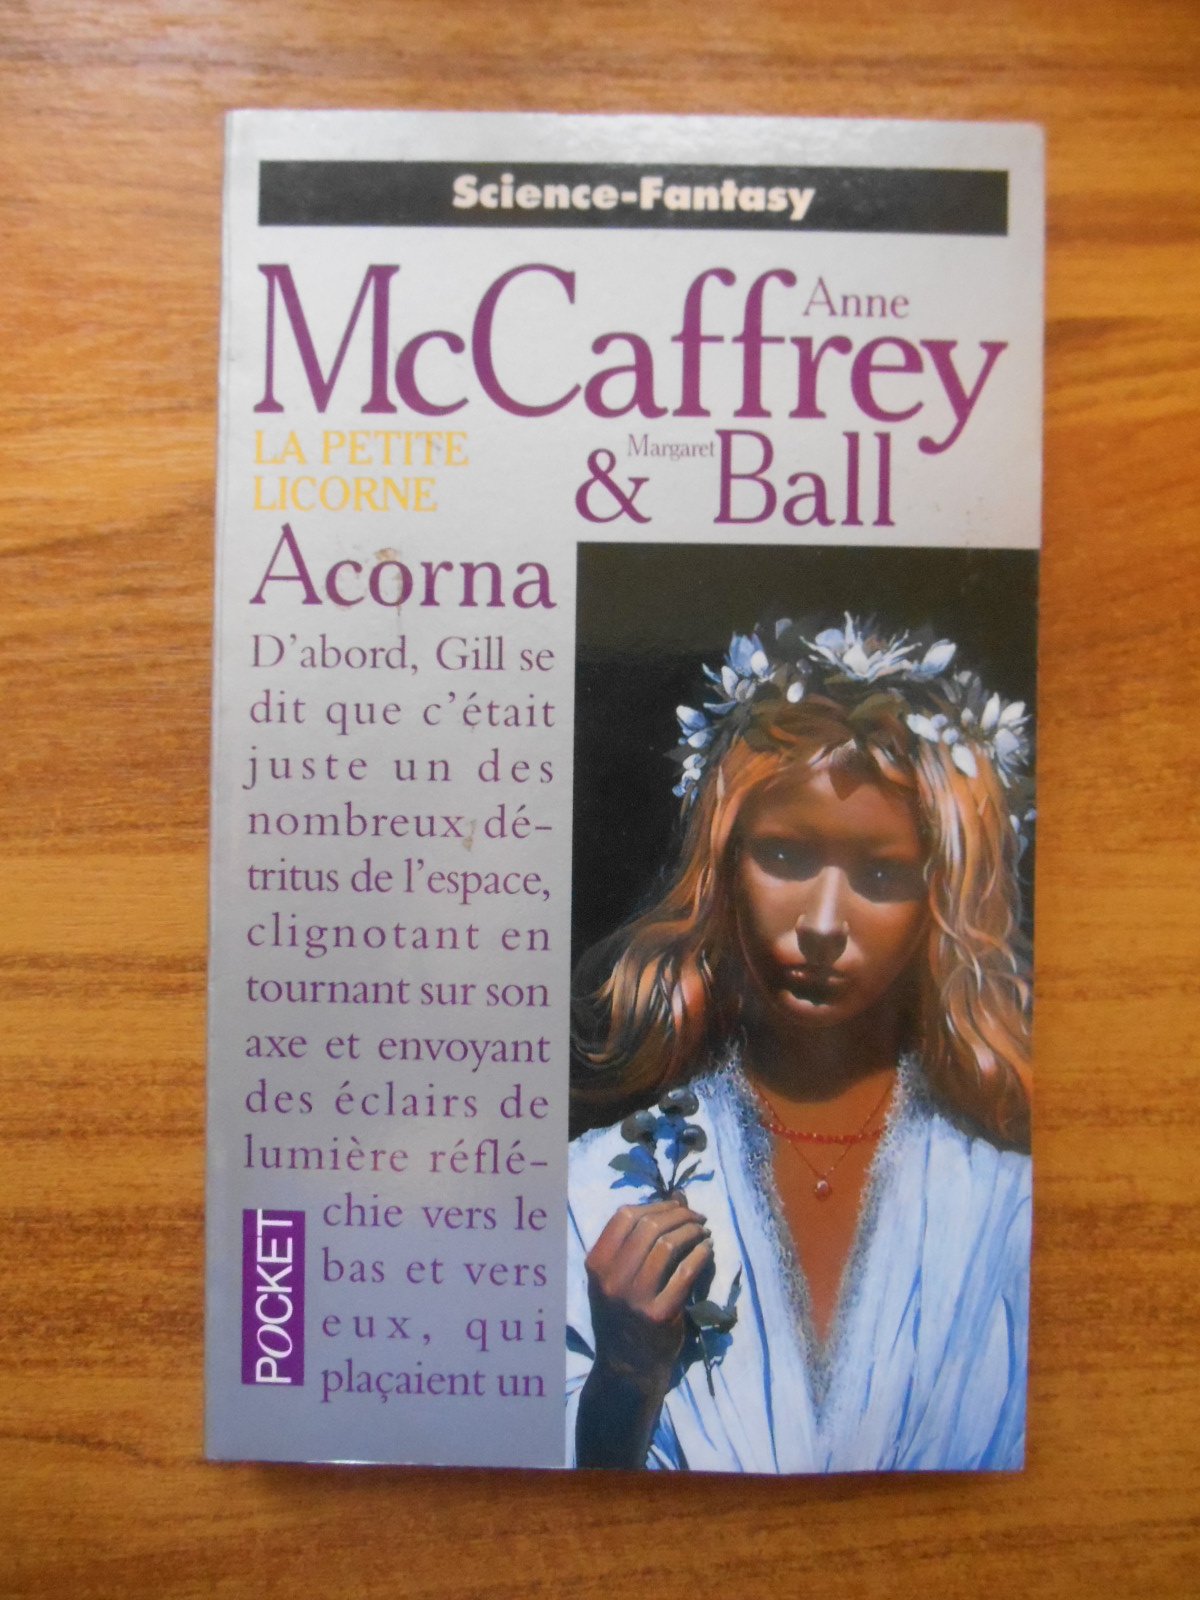 Science-Fantasy
Anne
McCaffrey
& Margaret Ball
LA PETITE
LICORNE
Acorna
D'abord, Gill se
dit que c'était
juste un des
nombreux dé-
tritus de l'espace,
clignotant en
tournant sur son
axe et envoyant
des éclairs de
lumière réflé-
chie vers le
bas et vers
eux, qui
plaçaient un
POCKET